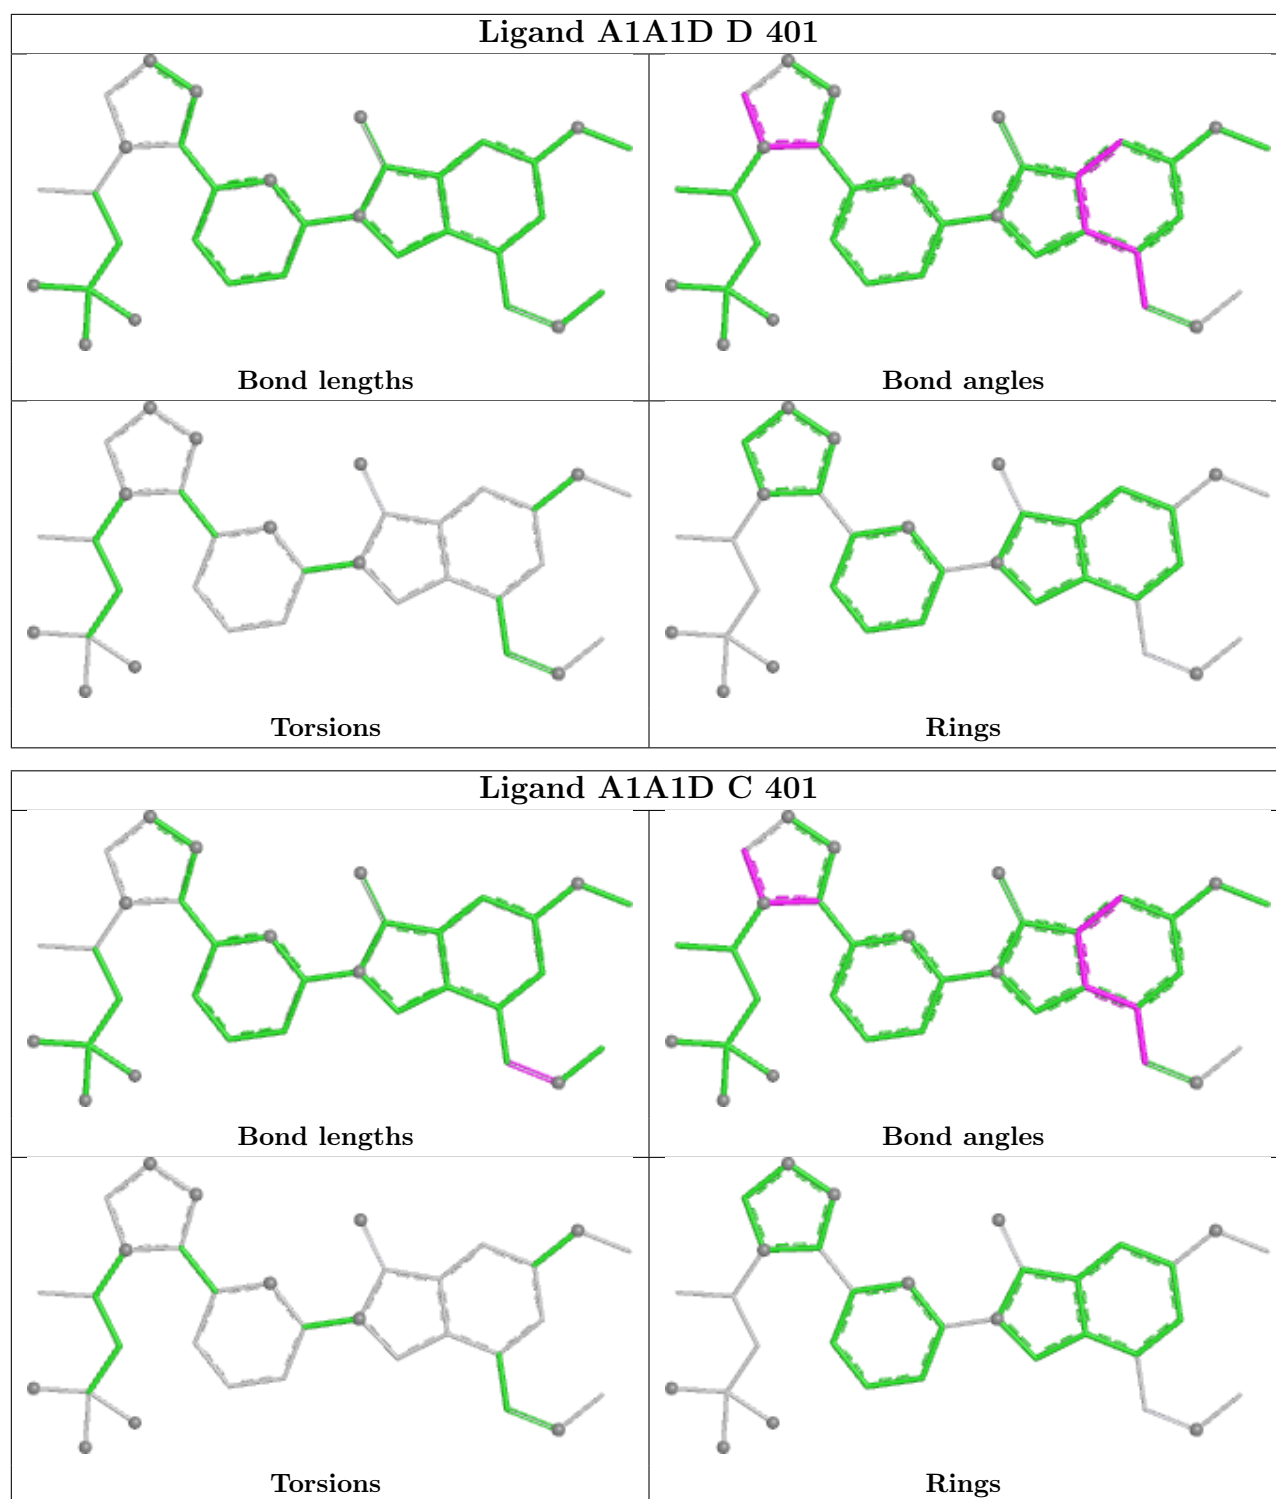 Ligand A1A1D D 401
Bond lengths
Bond angles
Torsions
Rings
Ligand A1A1D C 401
Bond lengths
Bond angles
Torsions
Rings